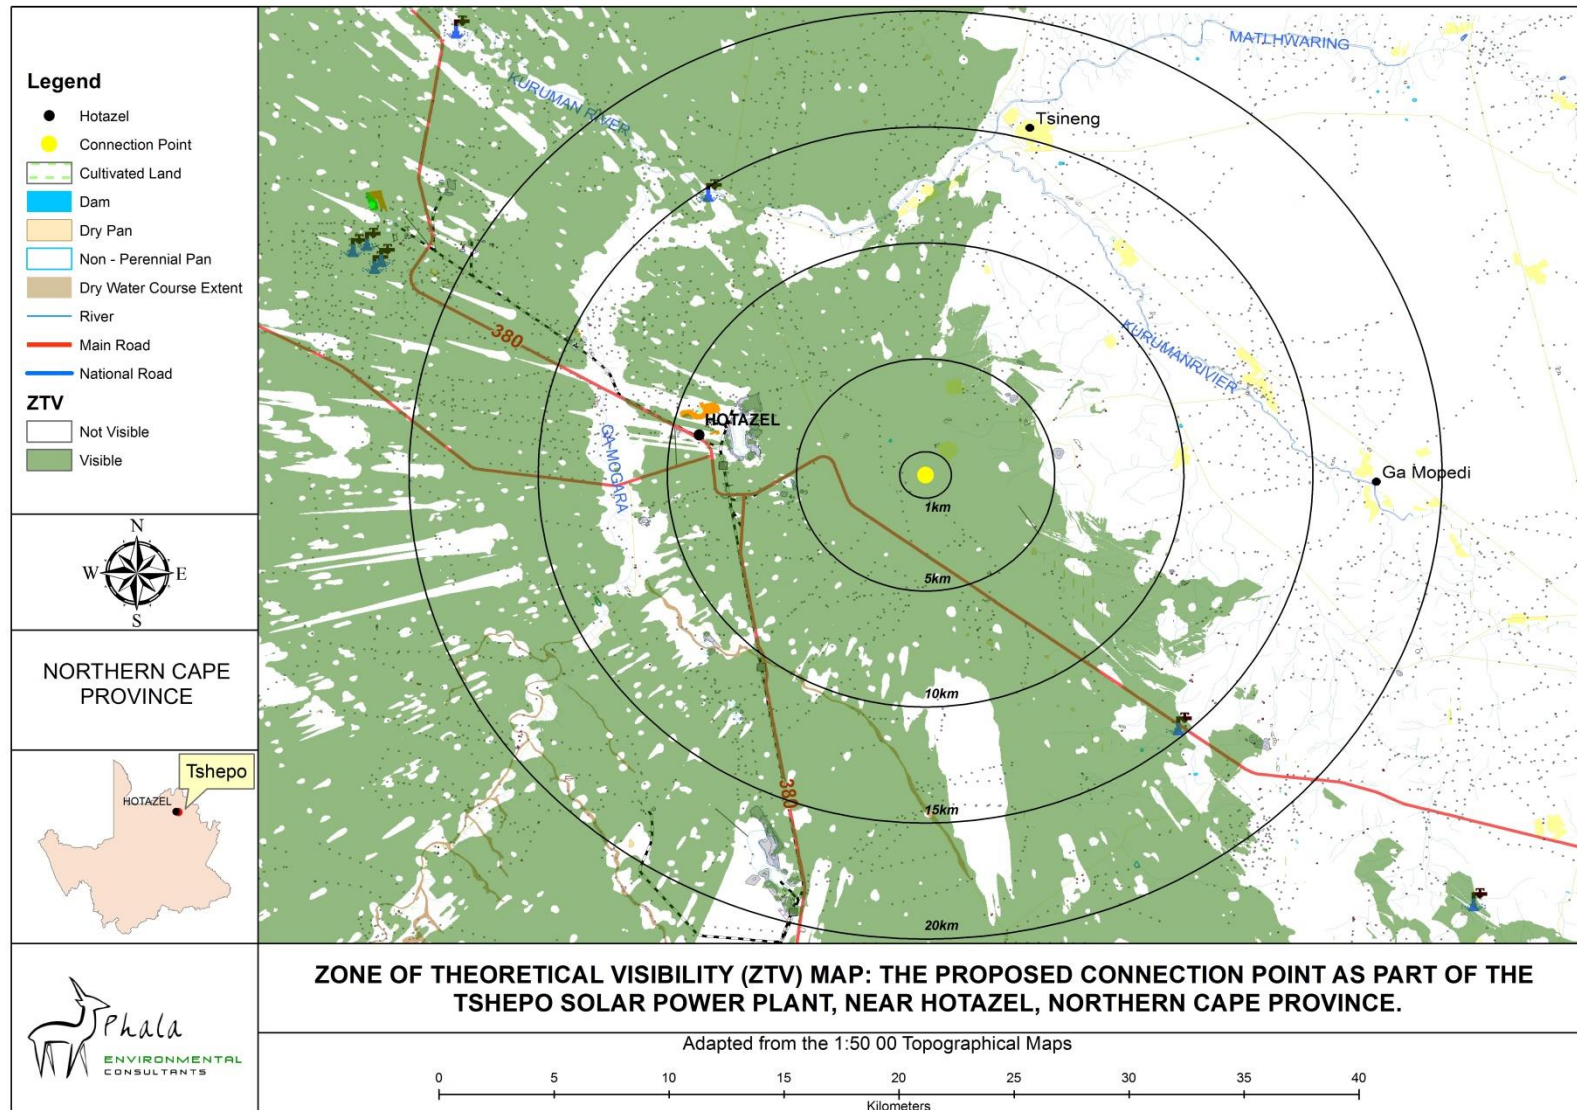 Legend
Hotazel
Connection Point
Cultivated Land
Dam
Dry Pan
Non - Perennial Pan
Dry Water Course Extent
River
Main Road
National Road
ZTV
Not Visible
Visible
N
W E
S
NORTHERN CAPE
PROVINCE
Tshepo
HOTAZEL
Phala
ENVIRONMENTAL
CONSULTANTS
MATLHWARING
KURUMAN RIVER
Tsineng
380
KURUMANRIVIER
HOTAZEL
GA-MOGARA
Ga Mopedi
1km
5km
10km
380
15km
20km
ZONE OF THEORETICAL VISIBILITY (ZTV) MAP: THE PROPOSED CONNECTION POINT AS PART OF THE
TSHEPO SOLAR POWER PLANT, NEAR HOTAZEL, NORTHERN CAPE PROVINCE.
Adapted from the 1:50 00 Topographical Maps
0 5 10 15 20 25 30 35 40
Kilometers